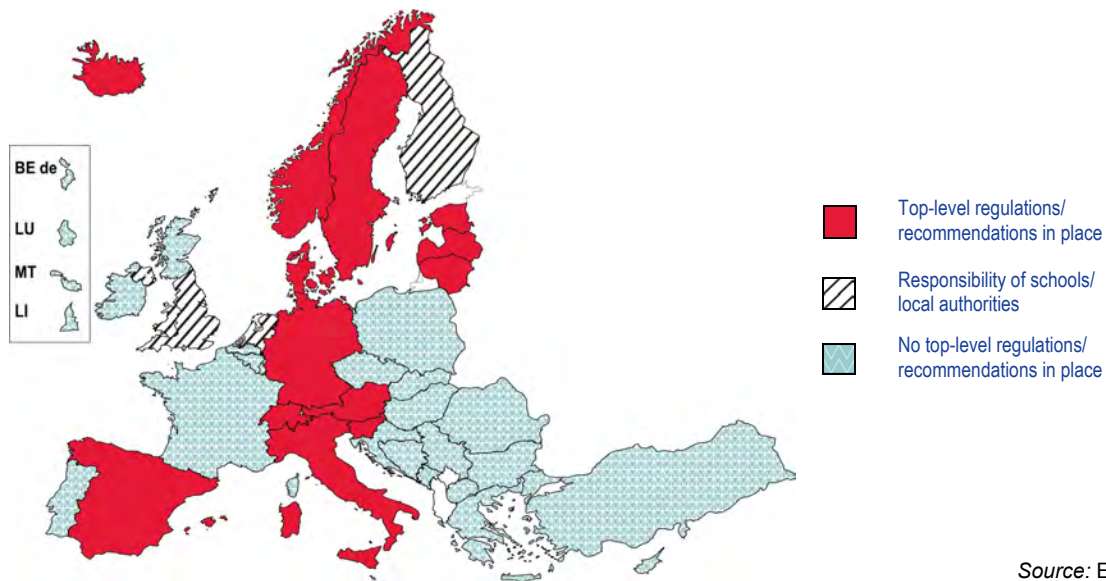 BE de
LU
MT
LI
Top-level regulations/
recommendations in place
Responsibility of schools/
local authorities
No top-level regulations/
recommendations in place
Source: E